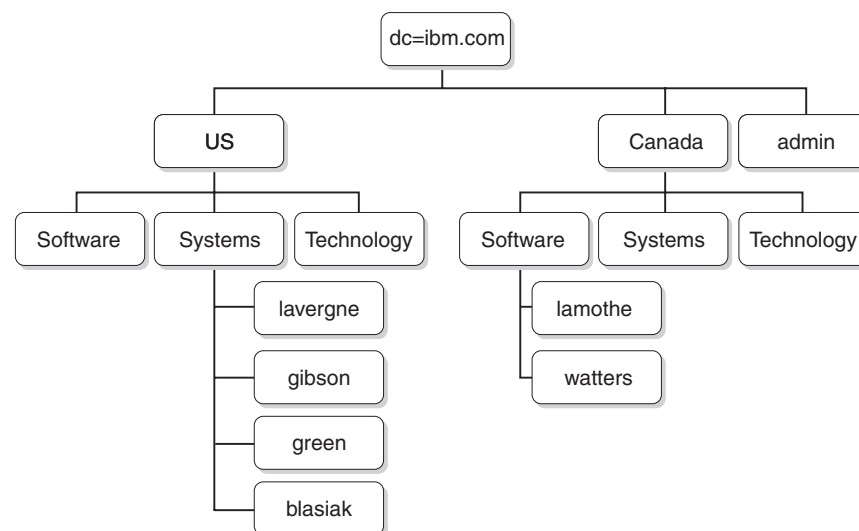 dc=ibm.com
US
Canada
admin
Software
Systems
Technology
Software
Systems
Technology
lavergne
lamothe
gibson
watters
green
blasiak